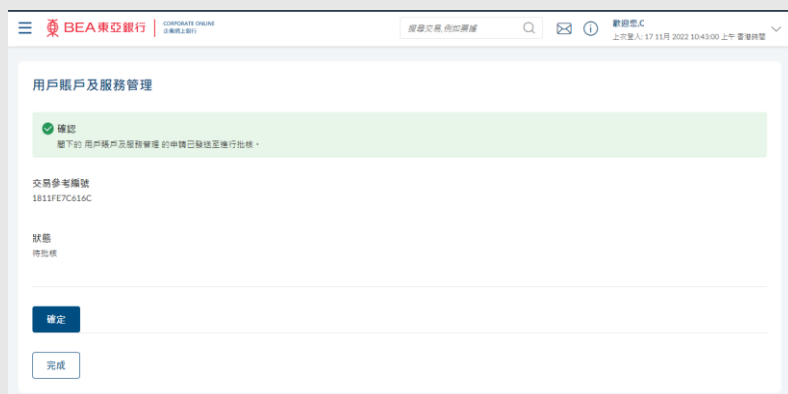 BEA東亞銀行
CORPORATE ONLINE
企業網上銀行
搜尋交易,例如票據
歡迎您,C
上次登入: 17 11月 2022 10:43:00 上午 香港時間
用戶賬戶及服務管理
確認
閣下的 用戶賬戶及服務管理 的申請已發送至進行批核。
交易參考編號
1811FE7C616C
狀態
待批核
確定
完成